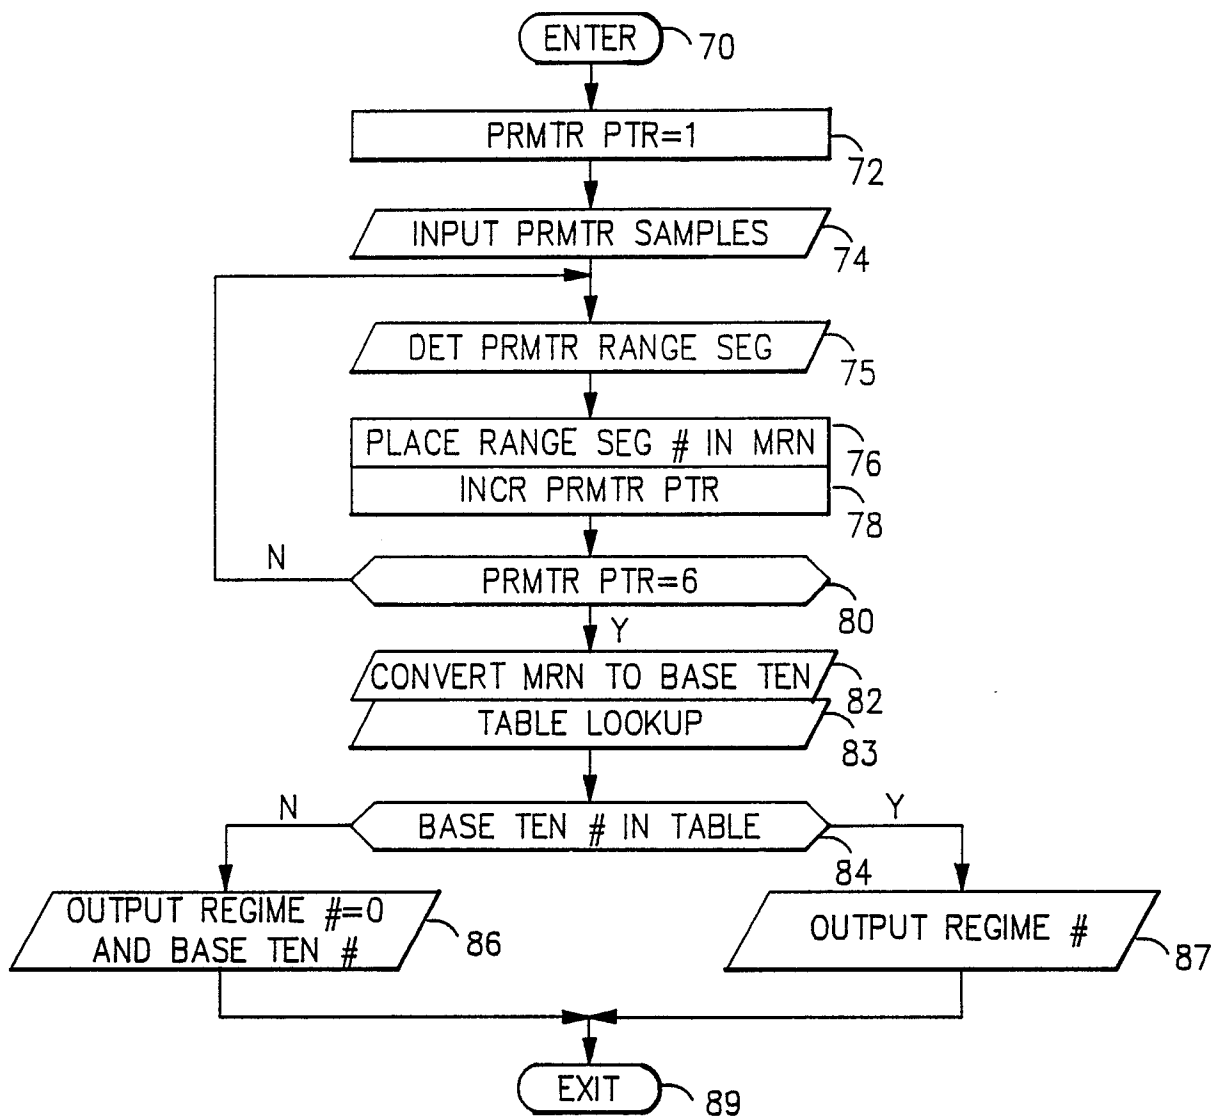 ENTER 70
PRMTR PTR=1
72
INPUT PRMTR SAMPLES
74
DET PRMTR RANGE SEG
75
PLACE RANGE SEG # IN MRN
76
INCR PRMTR PTR
78
N
PRMTR PTR=6
80
Y
CONVERT MRN TO BASE TEN
82
TABLE LOOKUP
83
N
BASE TEN # IN TABLE
Y
84
OUTPUT REGIME #=0
AND BASE TEN #
86
OUTPUT REGIME #
87
EXIT
89